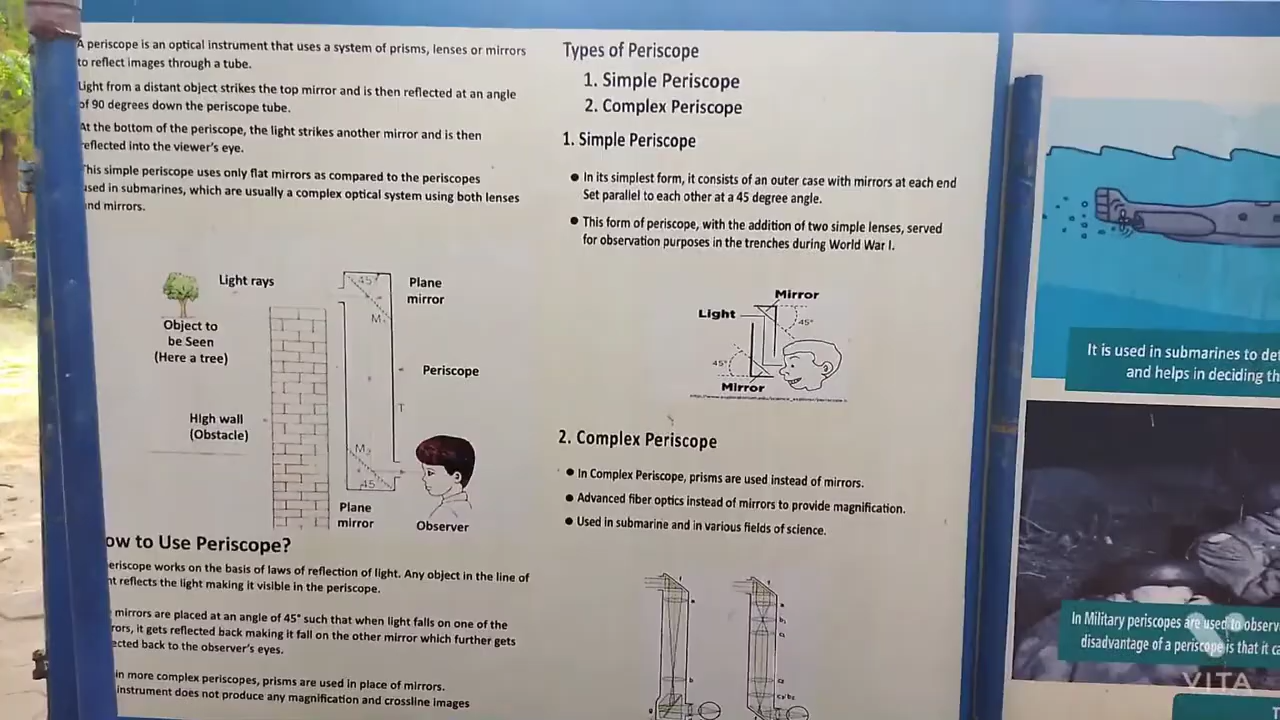 A periscope is an optical instrument that uses a system of prisms, lenses or mirrors
to reflect images through a tube.
Light from a distant object strikes the top mirror and is then reflected at an angle
of 90 degrees down the periscope tube.
At the bottom of the periscope, the light strikes another mirror and is then
reflected into the viewer's eye.
This simple periscope uses only flat mirrors as compared to the periscopes
used in submarines, which are usually a complex optical system using both lenses
and mirrors.
Light rays
Object to
be Seen
(Here a tree)
High wall
(Obstacle)
45°
M₁
Plane
mirror
Periscope
T
M₂
45°
Plane
mirror
Observer
ow to Use Periscope?
eriscope works on the basis of laws of reflection of light. Any object in the line of
ht reflects the light making it visible in the periscope.
mirrors are placed at an angle of 45° such that when light falls on one of the
rors, it gets reflected back making it fall on the other mirror which further gets
ected back to the observer's eyes.
in more complex periscopes, prisms are used in place of mirrors.
instrument does not produce any magnification and crossline images
Types of Periscope
1. Simple Periscope
2. Complex Periscope
1. Simple Periscope
● In its simplest form, it consists of an outer case with mirrors at each end
Set parallel to each other at a 45 degree angle.
● This form of periscope, with the addition of two simple lenses, served
for observation purposes in the trenches during World War I.
Mirror
Light
45°
45°
Mirror
2. Complex Periscope
● In Complex Periscope, prisms are used instead of mirrors.
● Advanced fiber optics instead of mirrors to provide magnification.
● Used in submarine and in various fields of science.
It is used in submarines to de
and helps in deciding th
In Military periscopes are used to observ
disadvantage of a periscope is that it ca
VITA